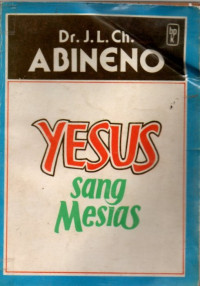 Dr. J.L. Ch.
ABINENO
YESUS
sang
Mesias